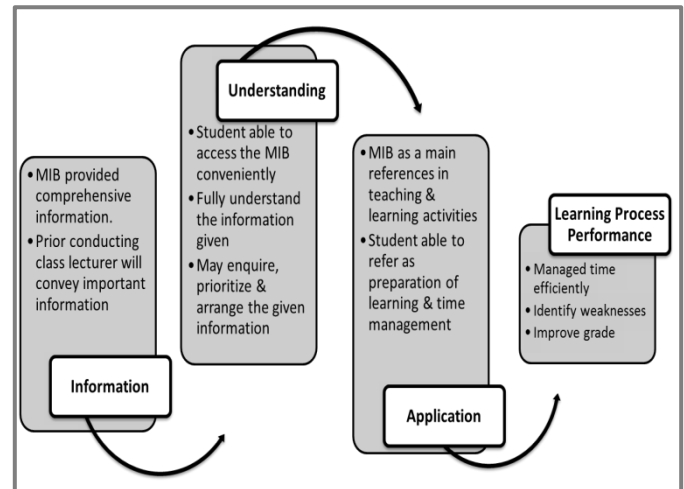 • MIB provided
comprehensive
information.
• Prior conducting
class lecturer will
convey important
information
Information
Understanding
• Student able to
access the MIB
conveniently
• Fully understand
the information
given
• May enquire,
prioritize &
arrange the given
information
• MIB as a main
references in
teaching &
learning activities
• Student able to
refer as
preparation of
learning & time
management
Application
Learning Process
Performance
• Managed time
efficiently
• Identify weaknesses
• Improve grade